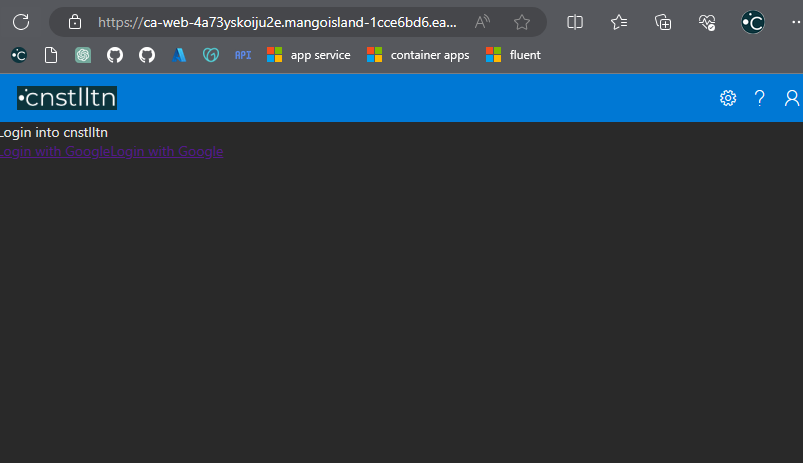 https://ca-web-4a73yskoiju2e.mangoisland-1cce6bd6.ea...
API app service container apps fluent
cnstlltn
Login into cnstlltn
Login with GoogleLogin with Google